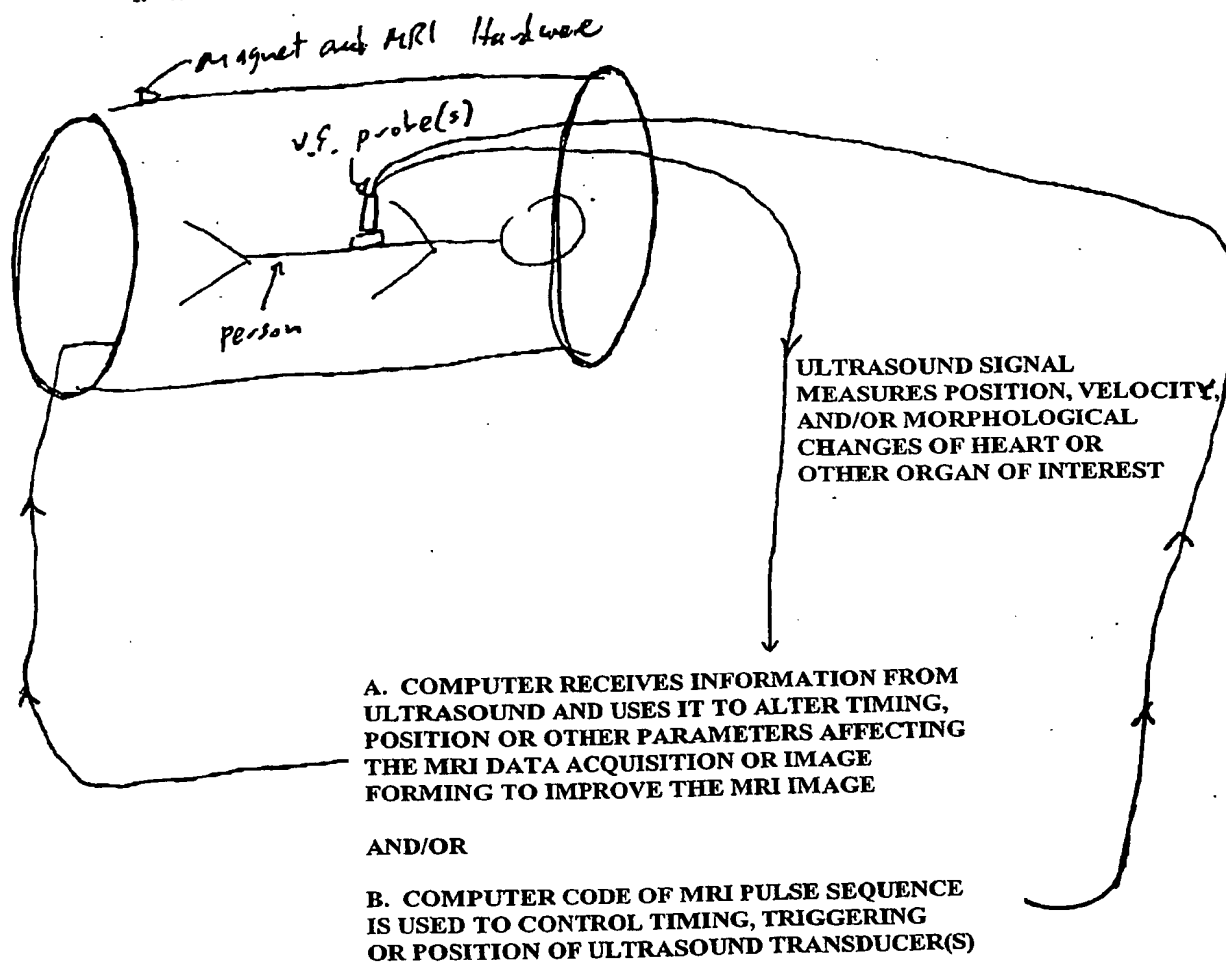 Magnet and MRI Hardware
probe(s)
person
ULTRASOUND SIGNAL
MEASURES POSITION, VELOCITY,
AND/OR MORPHOLOGICAL
CHANGES OF HEART OR
OTHER ORGAN OF INTEREST
A. COMPUTER RECEIVES INFORMATION FROM
ULTRASOUND AND USES IT TO ALTER TIMING,
POSITION OR OTHER PARAMETERS AFFECTING
THE MRI DATA ACQUISITION OR IMAGE
FORMING TO IMPROVE THE MRI IMAGE
AND/OR
B. COMPUTER CODE OF MRI PULSE SEQUENCE
IS USED TO CONTROL TIMING, TRIGGERING
OR POSITION OF ULTRASOUND TRANSDUCER(S)